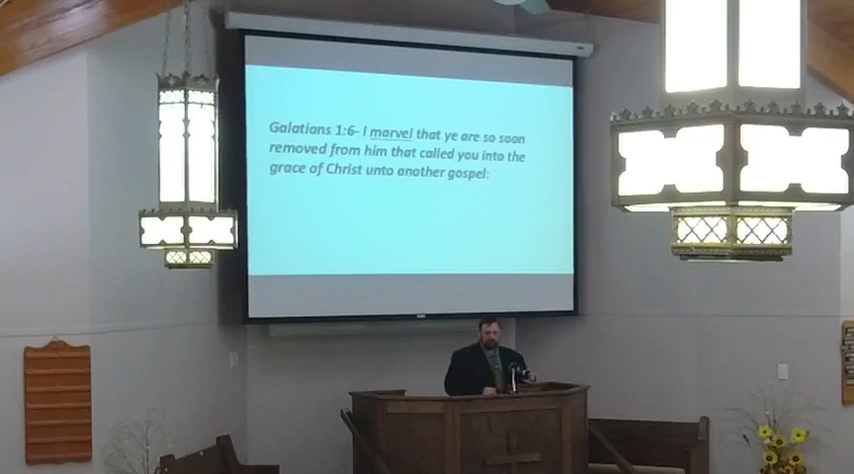 Galatians 1:6- I marvel that ye are so soon
removed from him that called you into the
grace of Christ unto another gospel: